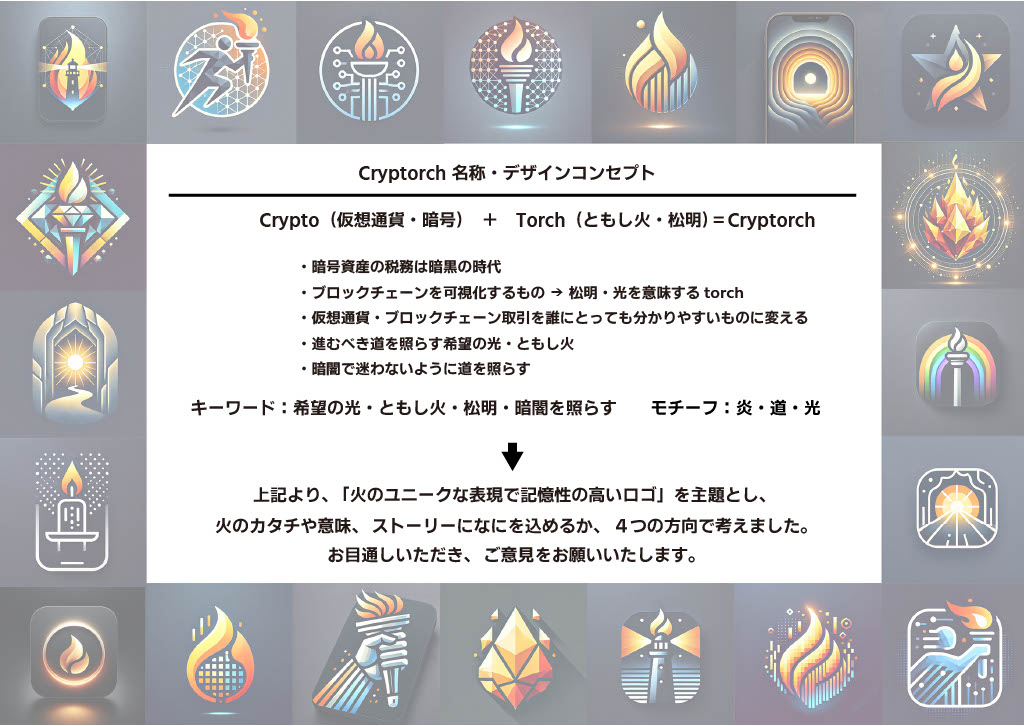 Cryptorch 名称・デザインコンセプト
Crypto（仮想通貨・暗号） ＋ Torch（ともし火・松明）＝Cryptorch
・暗号資産の税務は暗黒の時代
・ブロックチェーンを可視化するもの → 松明・光を意味する torch
・仮想通貨・ブロックチェーン取引を誰にとっても分かりやすいものに変える
・進むべき道を照らす希望の光・ともし火
・暗闇で迷わないように道を照らす
キーワード：希望の光・ともし火・松明・暗闇を照らす モチーフ：炎・道・光
上記より、「火のユニークな表現で記憶性の高いロゴ」を主題とし、
火のカタチや意味、ストーリーになにを込めるか、４つの方向で考えました。
お目通しいただき、ご意見をお願いいたします。